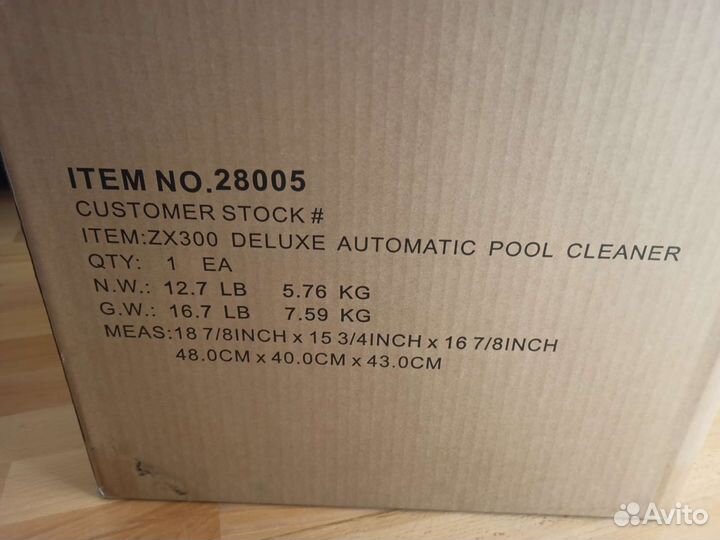 ITEM NO.28005
CUSTOMER STOCK #
ITEM:ZX300 DELUXE AUTOMATIC POOL CLEANER
QTY: 1 EA
N.W.: 12.7 LB 5.76 KG
G.W.: 16.7 LB 7.59 KG
MEAS:18 7/8INCH x 15 3/4INCH x 16 7/8INCH
48.0CM x 40.0CM x 43.0CM
Avito